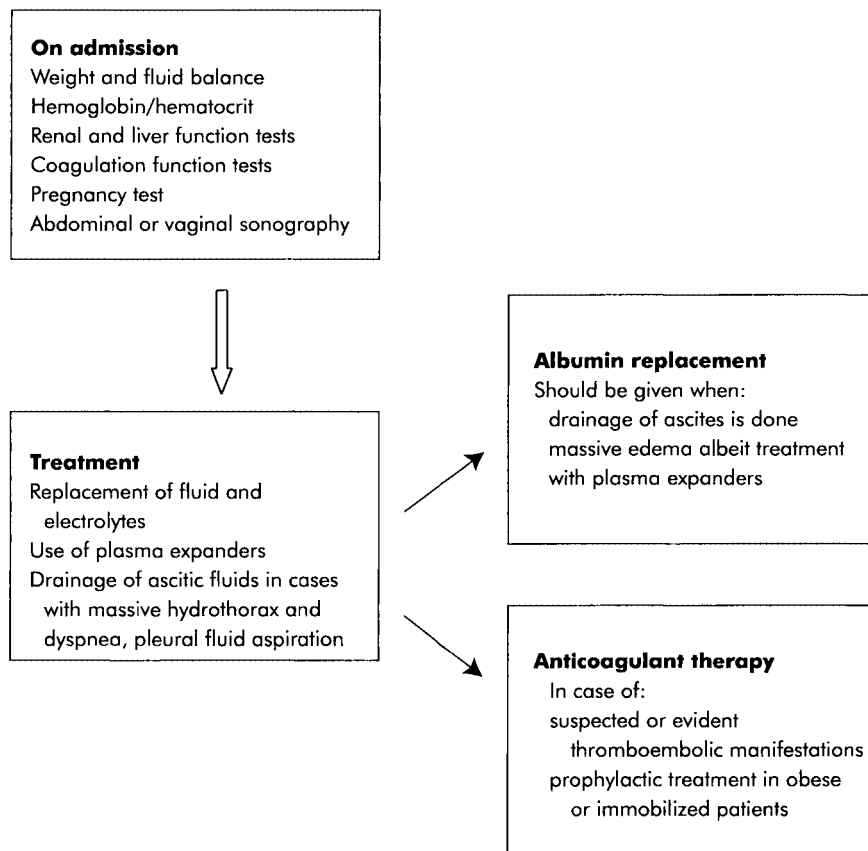 On admission
Weight and fluid balance
Hemoglobin/hematocrit
Renal and liver function tests
Coagulation function tests
Pregnancy test
Abdominal or vaginal sonography
Treatment
Replacement of fluid and
electrolytes
Use of plasma expanders
Drainage of ascitic fluids in cases
with massive hydrothorax and
dyspnea, pleural fluid aspiration
Albumin replacement
Should be given when:
drainage of ascites is done
massive edema albeit treatment
with plasma expanders
Anticoagulant therapy
In case of:
suspected or evident
thromboembolic manifestations
prophylactic treatment in obese
or immobilized patients